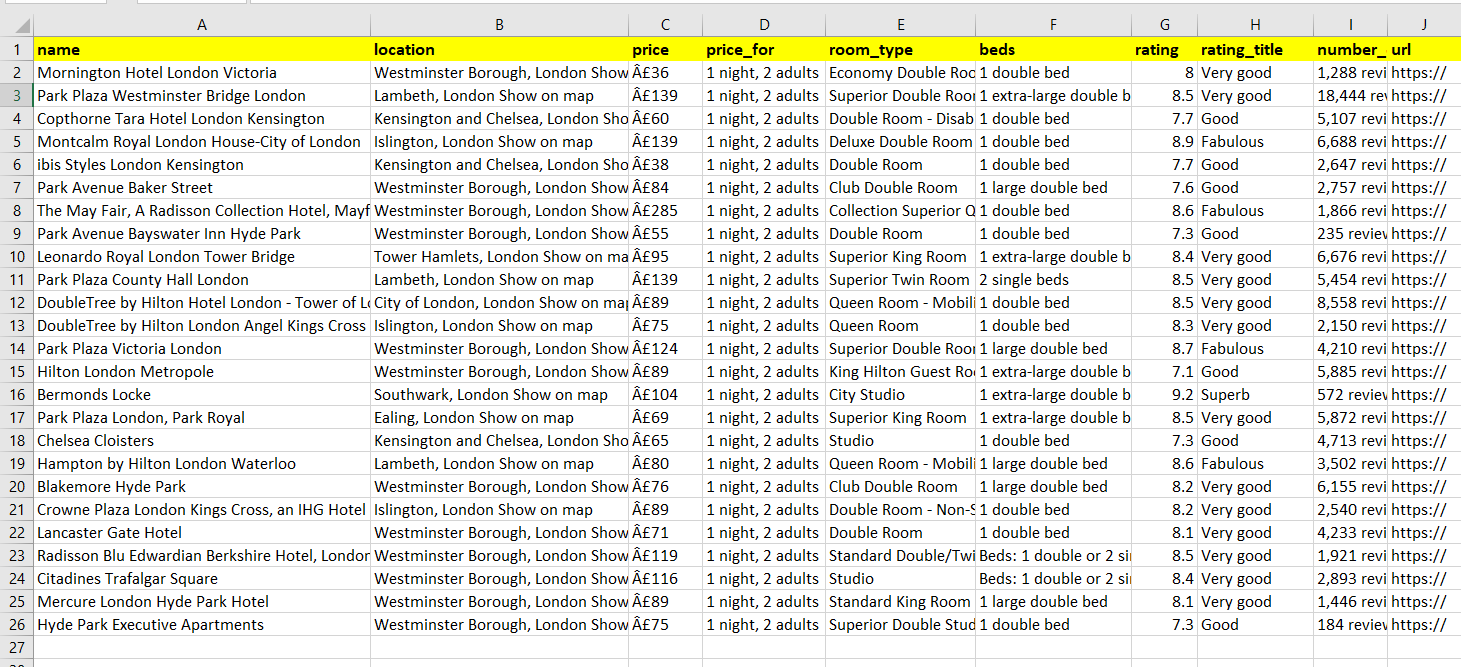 A B C D E F G H I J
1 name location price price_for room_type beds rating rating_title number_ url
2 Mornington Hotel London Victoria Westminster Borough, London Show Â£36 1 night, 2 adults Economy Double Roo 1 double bed 8 Very good 1,288 revi https://
3 Park Plaza Westminster Bridge London Lambeth, London Show on map Â£139 1 night, 2 adults Superior Double Roo 1 extra-large double b 8.5 Very good 18,444 rev https://
4 Copthorne Tara Hotel London Kensington Kensington and Chelsea, London Sho Â£60 1 night, 2 adults Double Room - Disab 1 double bed 7.7 Good 5,107 revi https://
5 Montcalm Royal London House-City of London Islington, London Show on map Â£139 1 night, 2 adults Deluxe Double Room 1 double bed 8.9 Fabulous 6,688 revi https://
6 ibis Styles London Kensington Kensington and Chelsea, London Sho Â£38 1 night, 2 adults Double Room 1 double bed 7.7 Good 2,647 revi https://
7 Park Avenue Baker Street Westminster Borough, London Show Â£84 1 night, 2 adults Club Double Room 1 large double bed 7.6 Good 2,757 revi https://
8 The May Fair, A Radisson Collection Hotel, Mayf Westminster Borough, London Show Â£285 1 night, 2 adults Collection Superior Q 1 double bed 8.6 Fabulous 1,866 revi https://
9 Park Avenue Bayswater Inn Hyde Park Westminster Borough, London Show Â£55 1 night, 2 adults Double Room 1 double bed 7.3 Good 235 review https://
10 Leonardo Royal London Tower Bridge Tower Hamlets, London Show on ma Â£95 1 night, 2 adults Superior King Room 1 extra-large double b 8.4 Very good 6,676 revi https://
11 Park Plaza County Hall London Lambeth, London Show on map Â£139 1 night, 2 adults Superior Twin Room 2 single beds 8.5 Very good 5,454 revi https://
12 DoubleTree by Hilton Hotel London - Tower of Lo City of London, London Show on map Â£89 1 night, 2 adults Queen Room - Mobili 1 double bed 8.5 Very good 8,558 revi https://
13 DoubleTree by Hilton London Angel Kings Cross Islington, London Show on map Â£75 1 night, 2 adults Queen Room 1 double bed 8.3 Very good 2,150 revi https://
14 Park Plaza Victoria London Westminster Borough, London Show Â£124 1 night, 2 adults Superior Double Roo 1 large double bed 8.7 Fabulous 4,210 revi https://
15 Hilton London Metropole Westminster Borough, London Show Â£89 1 night, 2 adults King Hilton Guest Ro 1 extra-large double b 7.1 Good 5,885 revi https://
16 Bermonds Locke Southwark, London Show on map Â£104 1 night, 2 adults City Studio 1 extra-large double b 9.2 Superb 572 review https://
17 Park Plaza London, Park Royal Ealing, London Show on map Â£69 1 night, 2 adults Superior King Room 1 extra-large double b 8.5 Very good 5,872 revi https://
18 Chelsea Cloisters Kensington and Chelsea, London Sho Â£65 1 night, 2 adults Studio 1 double bed 7.3 Good 4,713 revi https://
19 Hampton by Hilton London Waterloo Lambeth, London Show on map Â£80 1 night, 2 adults Queen Room - Mobili 1 large double bed 8.6 Fabulous 3,502 revi https://
20 Blakemore Hyde Park Westminster Borough, London Show Â£76 1 night, 2 adults Club Double Room 1 large double bed 8.2 Very good 6,155 revi https://
21 Crowne Plaza London Kings Cross, an IHG Hotel Islington, London Show on map Â£89 1 night, 2 adults Double Room - Non-S 1 double bed 8.2 Very good 2,540 revi https://
22 Lancaster Gate Hotel Westminster Borough, London Show Â£71 1 night, 2 adults Double Room 1 double bed 8.1 Very good 4,233 revi https://
23 Radisson Blu Edwardian Berkshire Hotel, London Westminster Borough, London Show Â£119 1 night, 2 adults Standard Double/Twi Beds: 1 double or 2 si 8.5 Very good 1,921 revi https://
24 Citadines Trafalgar Square Westminster Borough, London Show Â£116 1 night, 2 adults Studio Beds: 1 double or 2 si 8.4 Very good 2,893 revi https://
25 Mercure London Hyde Park Hotel Westminster Borough, London Show Â£89 1 night, 2 adults Standard King Room 1 large double bed 8.1 Very good 1,446 revi https://
26 Hyde Park Executive Apartments Westminster Borough, London Show Â£75 1 night, 2 adults Superior Double Stud 1 double bed 7.3 Good 184 review https://
27